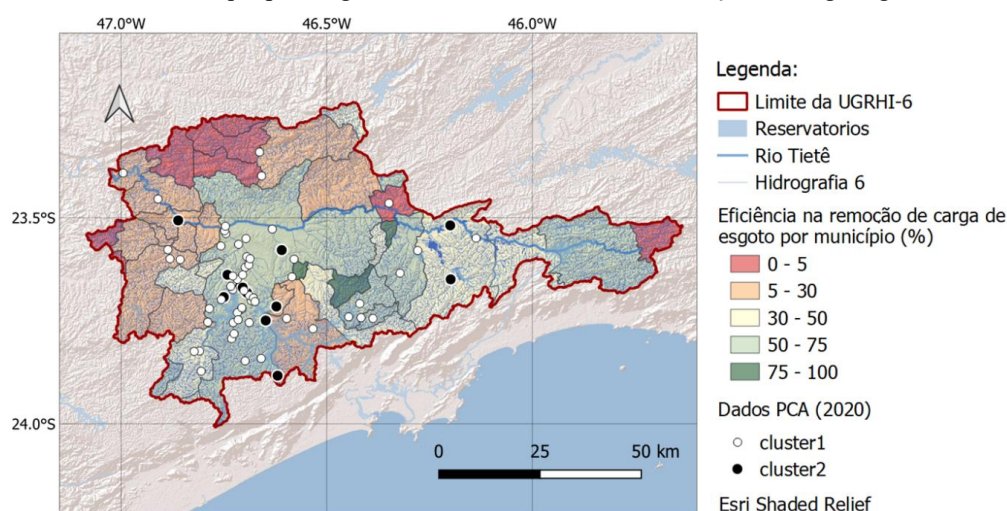 47.0°W 46.5°W 46.0°W
23.5°S
24.0°S
0 25 50 km
Legenda:
Limite da UGRHI-6
Reservatorios
Rio Tietê
Hidrografia 6
Eficiência na remoção de carga de
esgoto por município (%)
0 - 5
5 - 30
30 - 50
50 - 75
75 - 100
Dados PCA (2020)
cluster1
cluster2
Esri Shaded Relief